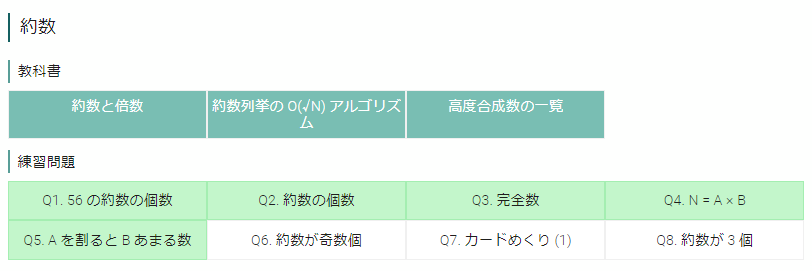 約数
教科書
約数と倍数
約数列挙の O(√N) アルゴリズ
ム
高度合成数の一覧
練習問題
Q1. 56 の約数の個数
Q2. 約数の個数
Q3. 完全数
Q4. N = A × B
Q5. A を割ると B あまる数
Q6. 約数が奇数個
Q7. カードめくり (1)
Q8. 約数が 3 個